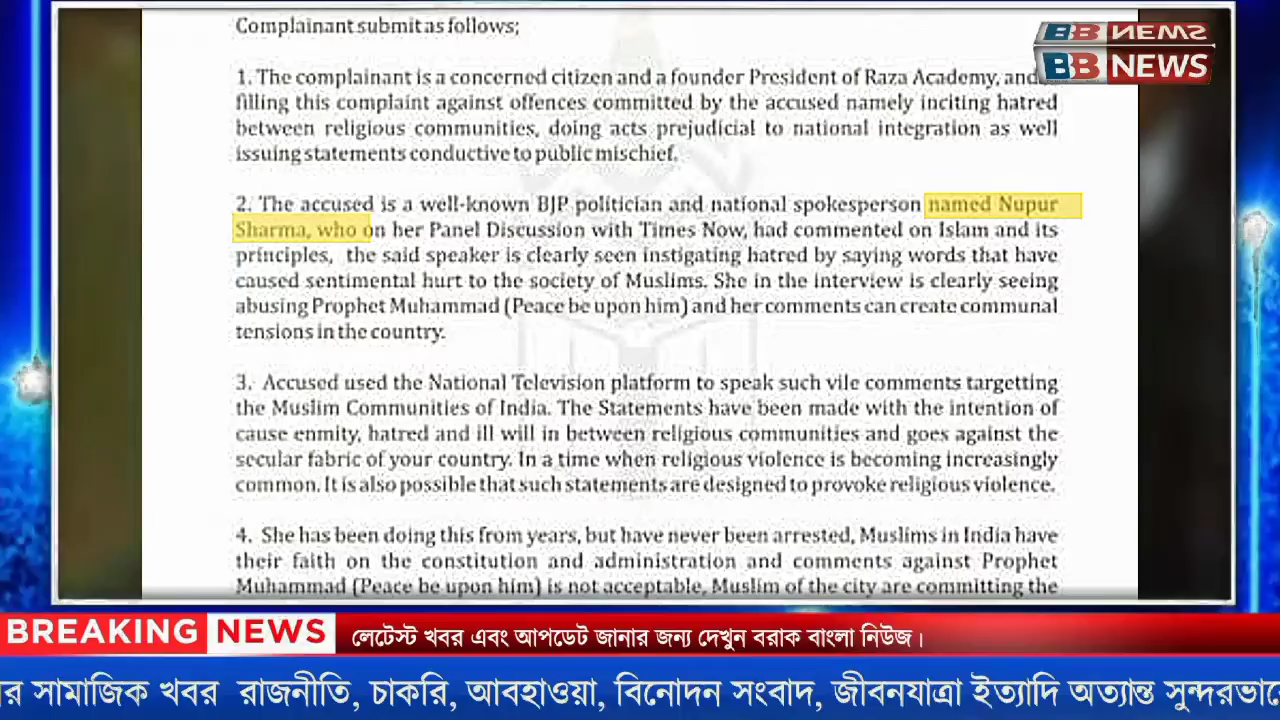 Complainant submit as follows;
BB NEWS
BB NEWS
1. The complainant is a concerned citizen and a founder President of Raza Academy, and
filling this complaint against offences committed by the accused namely inciting hatred
between religious communities, doing acts prejudicial to national integration as well
issuing statements conductive to public mischief.
2. The accused is a well-known BJP politician and national spokesperson named Nupur
Sharma, who on her Panel Discussion with Times Now, had commented on Islam and its
principles, the said speaker is clearly seen instigating hatred by saying words that have
caused sentimental hurt to the society of Muslims. She in the interview is clearly seeing
abusing Prophet Muhammad (Peace be upon him) and her comments can create communal
tensions in the country.
3. Accused used the National Television platform to speak such vile comments targetting
the Muslim Communities of India. The Statements have been made with the intention of
cause enmity, hatred and ill will in between religious communities and goes against the
secular fabric of your country. In a time when religious violence is becoming increasingly
common. It is also possible that such statements are designed to provoke religious violence.
4. She has been doing this from years, but have never been arrested, Muslims in India have
their faith on the constitution and administration and comments against Prophet
Muhammad (Peace be upon him) is not acceptable, Muslim of the city are committing the
BREAKING NEWS লেটেস্ট খবর এবং আপডেট জানার জন্য দেখুন বরাক বাংলা নিউজ।
র সামাজিক খবর রাজনীতি, চাকরি, আবহাওয়া, বিনোদন সংবাদ, জীবনযাত্রা ইত্যাদি অত্যান্ত সুন্দরভাবে